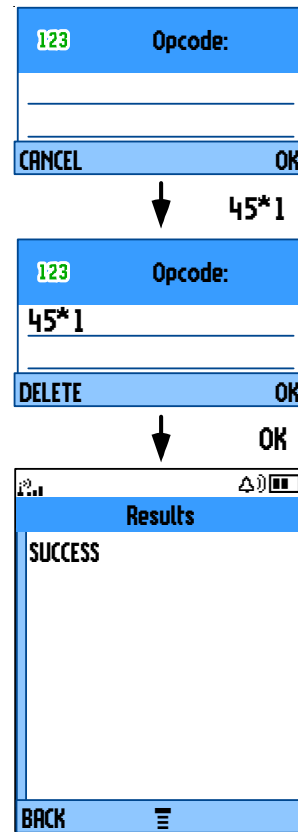 123 Opcode:
CANCEL OK
45*1
123 Opcode:
45*1
DELETE OK
OK
Results
SUCCESS
BACK